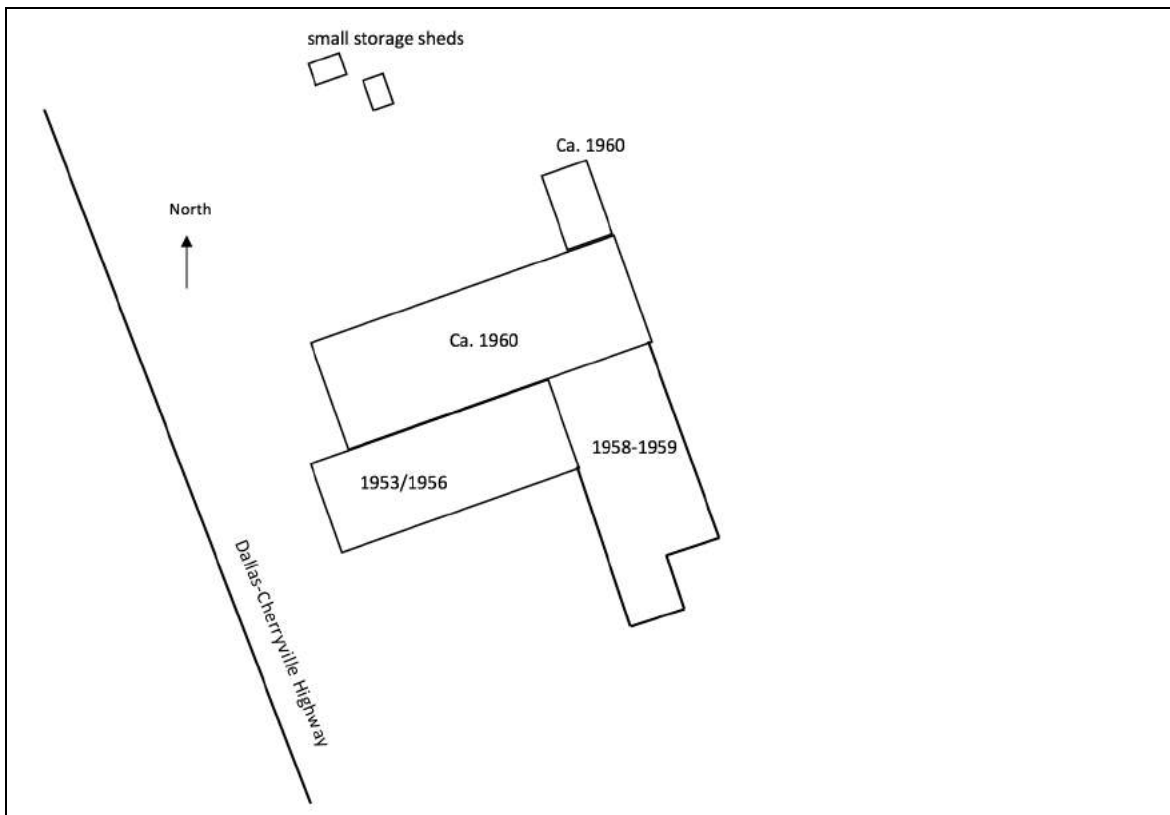 small storage sheds
Ca. 1960
North
Ca. 1960
1958-1959
1953/1956
Dallas-Cherryville Highway